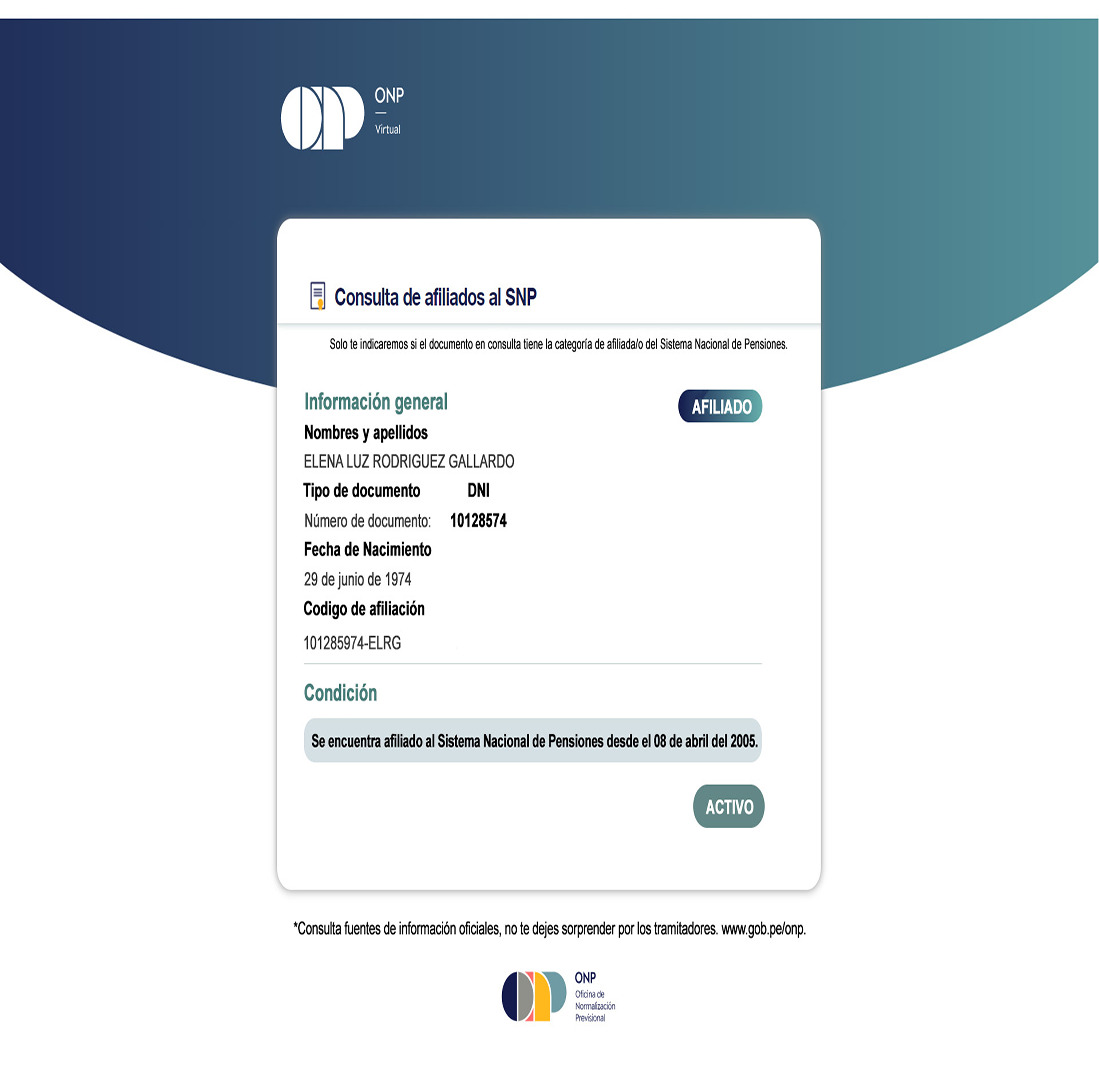 ONP
Virtual
Consulta de afiliados al SNP
Solo te indicaremos si el documento en consulta tiene la categoría de afiliada/o del Sistema Nacional de Pensiones.
Información general
AFILIADO
Nombres y apellidos
ELENA LUZ RODRIGUEZ GALLARDO
Tipo de documento DNI
Número de documento: 10128574
Fecha de Nacimiento
29 de junio de 1974
Codigo de afiliación
101285974-ELRG
Condición
Se encuentra afiliado al Sistema Nacional de Pensiones desde el 08 de abril del 2005.
ACTIVO
*Consulta fuentes de información oficiales, no te dejes sorprender por los tramitadores. www.gob.pe/onp.
ONP
Oficina de
Normalización
Previsional